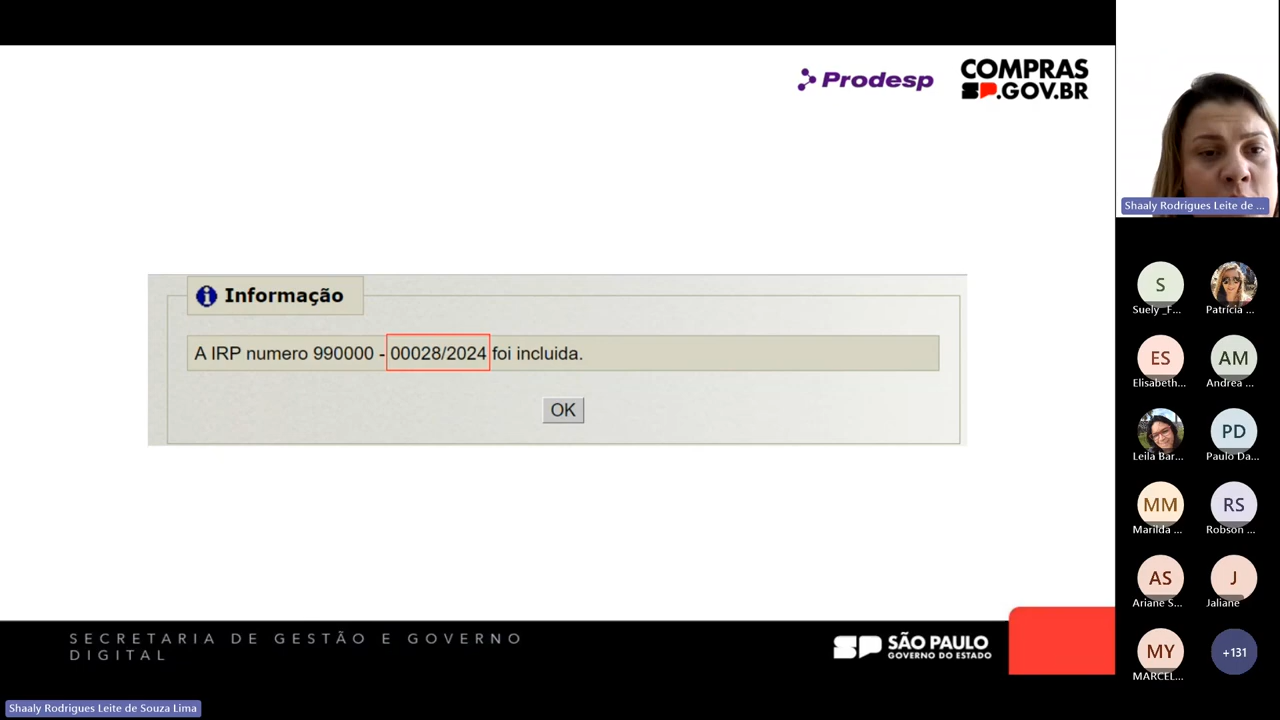 Prodesp
COMPRAS
SP.GOV.BR
Informação
A IRP numero 990000 - 00028/2024 foi incluida.
OK
SECRETARIA DE GESTÃO E GOVERNO
DIGITAL
SP SÃO PAULO
GOVERNO DO ESTADO
Shaaly Rodrigues Leite de ...
S
Suely _F...
Patrícia ...
ES
AM
Elisabeth...
Andrea ...
PD
Leila Bar...
Paulo Da...
MM
RS
Marilda ...
Robson ...
AS
J
Ariane S...
Jaliane
MY
+131
MARCEL...
Shaaly Rodrigues Leite de Souza Lima